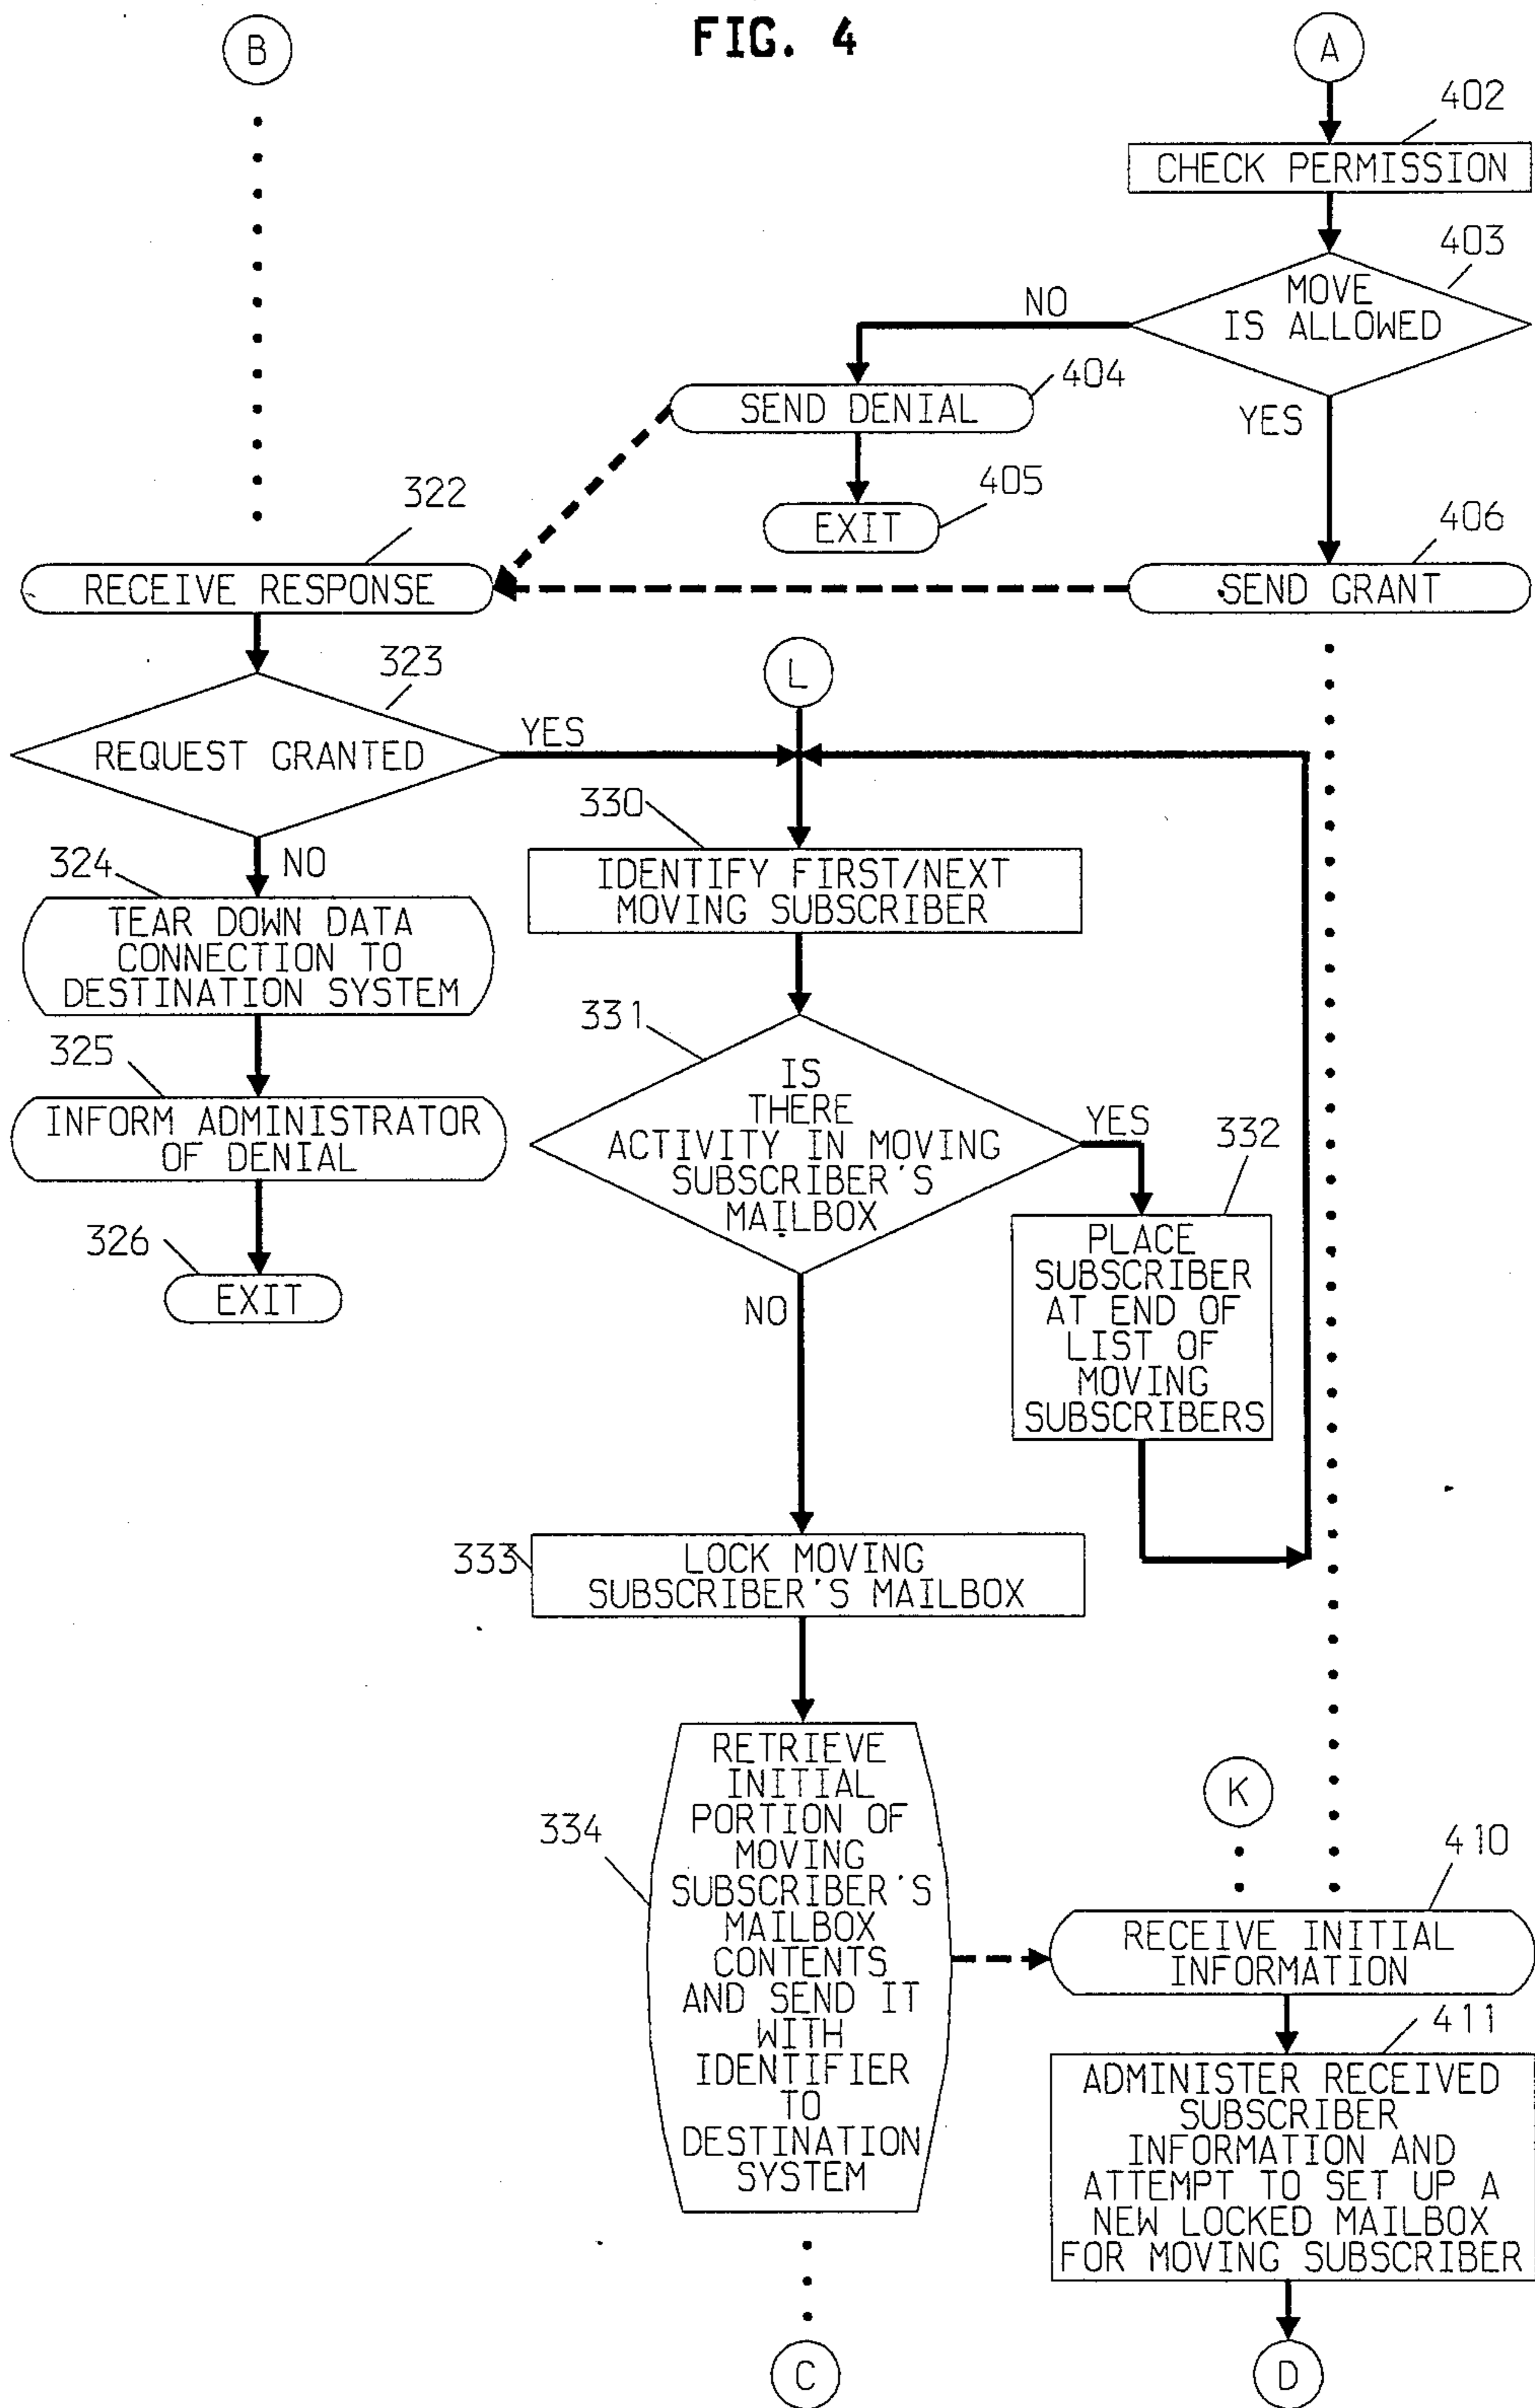 FIG. 4
B
A
402
CHECK PERMISSION
403
MOVE
IS ALLOWED
NO
YES
404
SEND DENIAL
405
EXIT
406
SEND GRANT
322
RECEIVE RESPONSE
323
REQUEST GRANTED
YES
NO
L
324
TEAR DOWN DATA
CONNECTION TO
DESTINATION SYSTEM
325
INFORM ADMINISTRATOR
OF DENIAL
326
EXIT
330
IDENTIFY FIRST/NEXT
MOVING SUBSCRIBER
331
IS
THERE
ACTIVITY IN MOVING
SUBSCRIBER'S
MAILBOX
YES
NO
332
PLACE
SUBSCRIBER
AT END OF
LIST OF
MOVING
SUBSCRIBERS
333
LOCK MOVING
SUBSCRIBER'S MAILBOX
334
RETRIEVE
INITIAL
PORTION OF
MOVING
SUBSCRIBER'S
MAILBOX
CONTENTS
AND SEND IT
WITH
IDENTIFIER
TO
DESTINATION
SYSTEM
K
410
RECEIVE INITIAL
INFORMATION
411
ADMINISTER RECEIVED
SUBSCRIBER
INFORMATION AND
ATTEMPT TO SET UP A
NEW LOCKED MAILBOX
FOR MOVING SUBSCRIBER
C
D